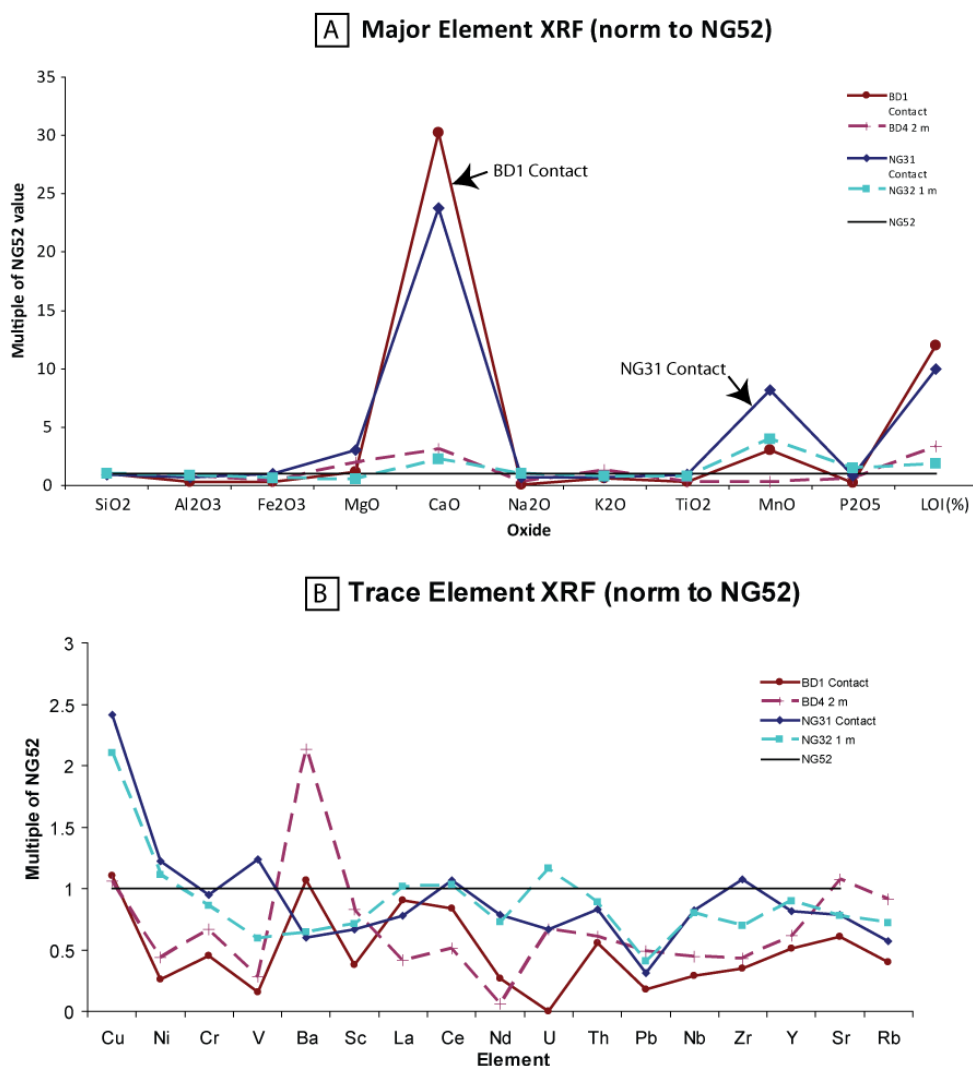 A Major Element XRF (norm to NG52)
35
30
25
20
15
10
5
0
Multiple of NG52 value
BD1 Contact
NG31 Contact
BD1
Contact
BD4 2 m
NG31
Contact
NG32 1 m
NG52
SiO2 Al2O3 Fe2O3 MgO CaO Na2O K2O TiO2 MnO P2O5 LOI(%)
Oxide
B Trace Element XRF (norm to NG52)
3
2.5
2
1.5
1
0.5
0
Multiple of NG52
BD1 Contact
BD4 2 m
NG31 Contact
NG32 1 m
NG52
Cu Ni Cr V Ba Sc La Ce Nd U Th Pb Nb Zr Y Sr Rb
Element